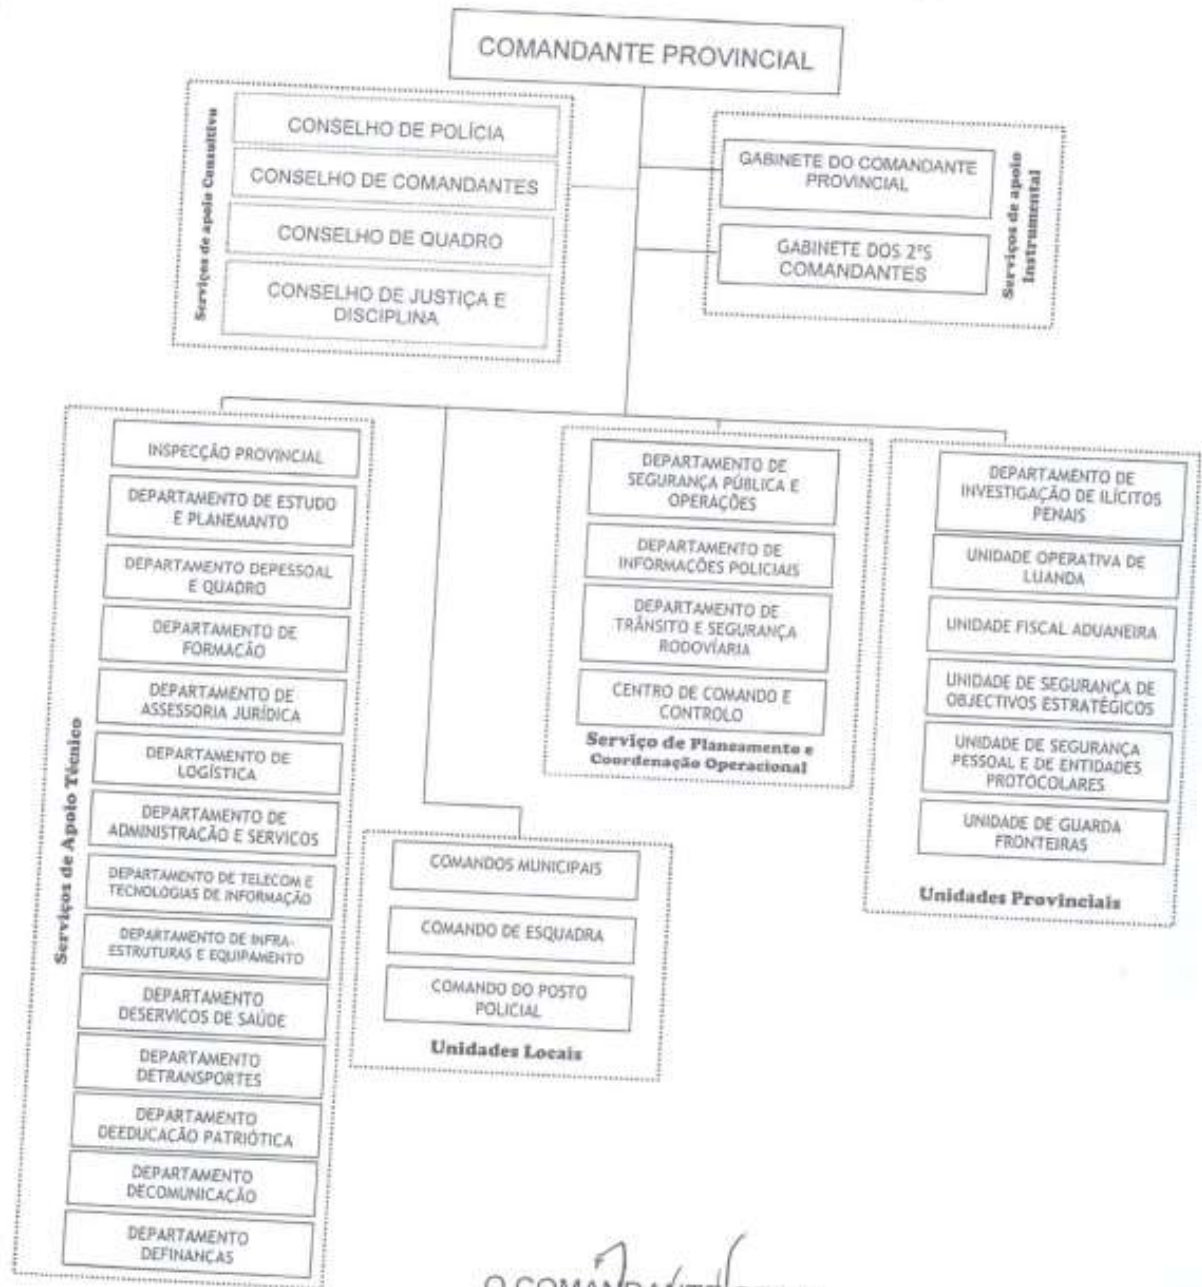 COMANDANTE PROVINCIAL
Serviços de apoio Consultivo
CONSELHO DE POLÍCIA
CONSELHO DE COMANDANTES
CONSELHO DE QUADRO
CONSELHO DE JUSTIÇA E
DISCIPLINA
GABINETE DO COMANDANTE
PROVINCIAL
GABINETE DOS 2ºS
COMANDANTES
Serviços de apoio
Instrumental
Serviços de Apoio Técnico
INSPECÇÃO PROVINCIAL
DEPARTAMENTO DE ESTUDO
E PLANEMANTO
DEPARTAMENTO DEPESSOAL
E QUADRO
DEPARTAMENTO DE
FORMACÃO
DEPARTAMENTO DE
ASSESSORIA JURÍDICA
DEPARTAMENTO DE
LOGÍSTICA
DEPARTAMENTO DE
ADMINISTRAÇÃO E SERVICOS
DEPARTAMENTO DE TELECOM E
TECNOLOGIAS DE INFORMAÇÃO
DEPARTAMENTO DE INFRA-
ESTRUTURAS E EQUIPAMENTO
DEPARTAMENTO
DESERVIÇOS DE SAÚDE
DEPARTAMENTO
DETRANSPORTES
DEPARTAMENTO
DEEDUCAÇÃO PATRIÓTICA
DEPARTAMENTO
DECOMUNICAÇÃO
DEPARTAMENTO
DEFINANÇAS
COMANDOS MUNICIPAIS
COMANDO DE ESQUADRA
COMANDO DO POSTO
POLICIAL
Unidades Locais
DEPARTAMENTO DE
SEGURANÇA PÚBLICA E
OPERAÇÕES
DEPARTAMENTO DE
INFORMAÇÕES POLICIAIS
DEPARTAMENTO DE
TRÂNSITO E SEGURANÇA
RODOVÍARIA
CENTRO DE COMANDO E
CONTROLO
Serviço de Planeamento e
Coordenação Operacional
DEPARTAMENTO DE
INVESTIGAÇÃO DE ILÍCITOS
PENAIS
UNIDADE OPERATIVA DE
LUANDA
UNIDADE FISCAL ADUANEIRA
UNIDADE DE SEGURANÇA DE
OBJECTIVOS ESTRATÉGICOS
UNIDADE DE SEGURANÇA
PESSOAL E DE ENTIDADES
PROTOCOLARES
UNIDADE DE GUARDA
FRONTEIRAS
Unidades Provinciais
O COMANDANTE